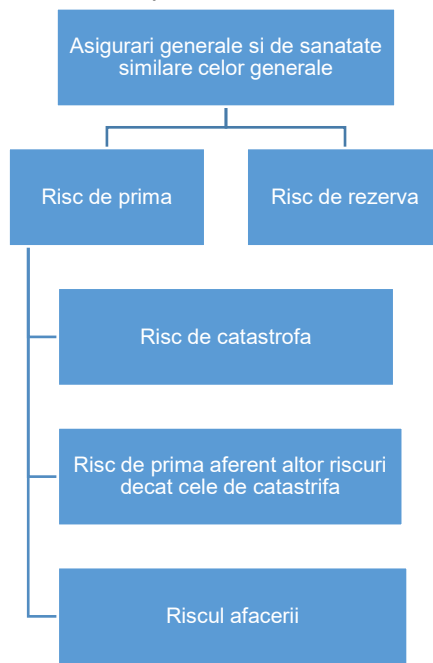 Asigurari generale si de sanatate
similare celor generale
Risc de prima
Risc de rezerva
Risc de catastrofa
Risc de prima aferent altor riscuri
decat cele de catastrifa
Riscul afacerii